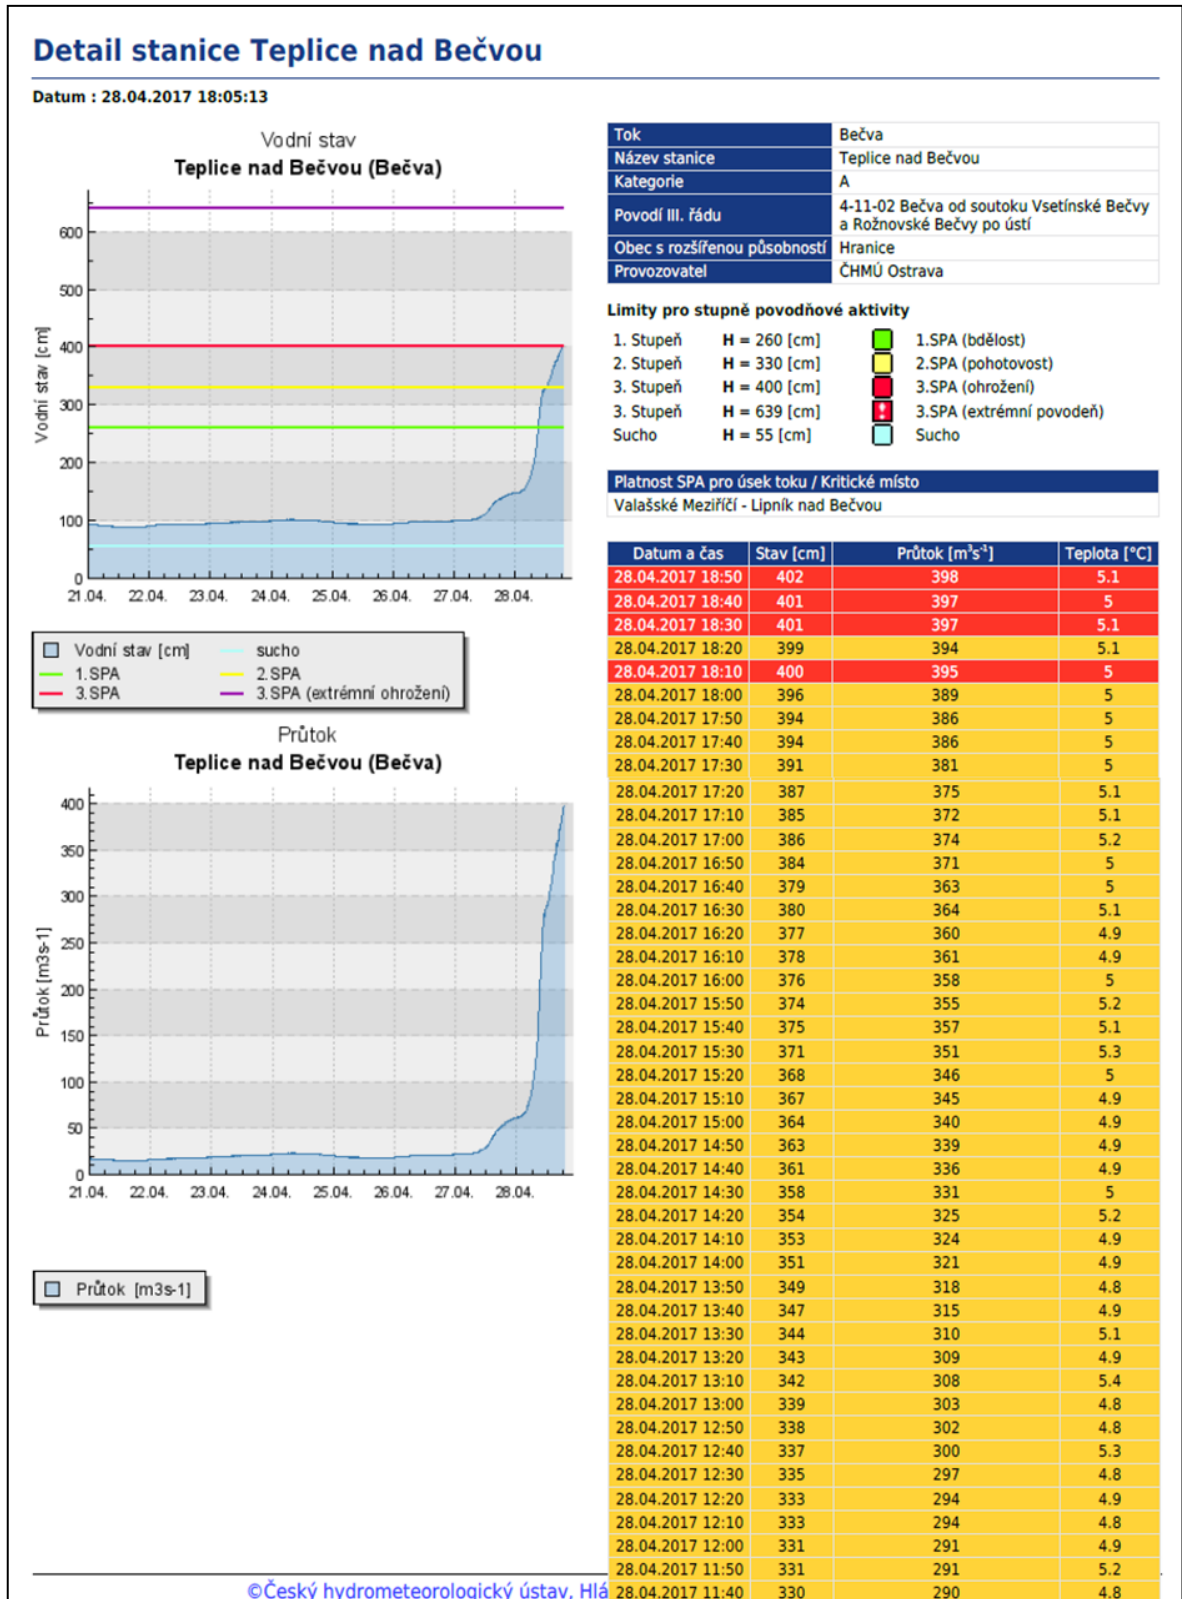 Detail stanice Teplice nad Bečvou
Datum : 28.04.2017 18:05:13
Vodní stav
Teplice nad Bečvou (Bečva)
Vodní stav [cm]
600
500
400
300
200
100
0
21.04. 22.04. 23.04. 24.04. 25.04. 26.04. 27.04. 28.04.
Vodní stav [cm] sucho
1.SPA 2.SPA
3.SPA 3.SPA (extrémní ohrožení)
Průtok
Teplice nad Bečvou (Bečva)
Průtok [m3s-1]
400
350
300
250
200
150
100
50
0
21.04. 22.04. 23.04. 24.04. 25.04. 26.04. 27.04. 28.04.
Průtok [m3s-1]
Tok Bečva
Název stanice Teplice nad Bečvou
Kategorie A
Povodí III. řádu 4-11-02 Bečva od soutoku Vsetínské Bečvy
a Rožnovské Bečvy po ústí
Obec s rozšířenou působností Hranice
Provozovatel ČHMÚ Ostrava
Limity pro stupně povodňové aktivity
1. Stupeň H = 260 [cm] 1.SPA (bdělost)
2. Stupeň H = 330 [cm] 2.SPA (pohotovost)
3. Stupeň H = 400 [cm] 3.SPA (ohrožení)
3. Stupeň H = 639 [cm] 3.SPA (extrémní povodeň)
Sucho H = 55 [cm] Sucho
Platnost SPA pro úsek toku / Kritické místo
Valašské Meziříčí - Lipník nad Bečvou
Datum a čas Stav [cm] Průtok [m³s⁻¹] Teplota [°C]
28.04.2017 18:50 402 398 5.1
28.04.2017 18:40 401 397 5
28.04.2017 18:30 401 397 5.1
28.04.2017 18:20 399 394 5.1
28.04.2017 18:10 400 395 5
28.04.2017 18:00 396 389 5
28.04.2017 17:50 394 386 5
28.04.2017 17:40 394 386 5
28.04.2017 17:30 391 381 5
28.04.2017 17:20 387 375 5.1
28.04.2017 17:10 385 372 5.1
28.04.2017 17:00 386 374 5.2
28.04.2017 16:50 384 371 5
28.04.2017 16:40 379 363 5
28.04.2017 16:30 380 364 5.1
28.04.2017 16:20 377 360 4.9
28.04.2017 16:10 378 361 4.9
28.04.2017 16:00 376 358 5
28.04.2017 15:50 374 355 5.2
28.04.2017 15:40 375 357 5.1
28.04.2017 15:30 371 351 5.3
28.04.2017 15:20 368 346 5
28.04.2017 15:10 367 345 4.9
28.04.2017 15:00 364 340 4.9
28.04.2017 14:50 363 339 4.9
28.04.2017 14:40 361 336 4.9
28.04.2017 14:30 358 331 5
28.04.2017 14:20 354 325 5.2
28.04.2017 14:10 353 324 4.9
28.04.2017 14:00 351 321 4.9
28.04.2017 13:50 349 318 4.8
28.04.2017 13:40 347 315 4.9
28.04.2017 13:30 344 310 5.1
28.04.2017 13:20 343 309 4.9
28.04.2017 13:10 342 308 5.4
28.04.2017 13:00 339 303 4.8
28.04.2017 12:50 338 302 4.8
28.04.2017 12:40 337 300 5.3
28.04.2017 12:30 335 297 4.8
28.04.2017 12:20 333 294 4.9
28.04.2017 12:10 333 294 4.8
28.04.2017 12:00 331 291 4.9
28.04.2017 11:50 331 291 5.2
28.04.2017 11:40 330 290 4.8
©Český hydrometeorologický ústav, Hlá